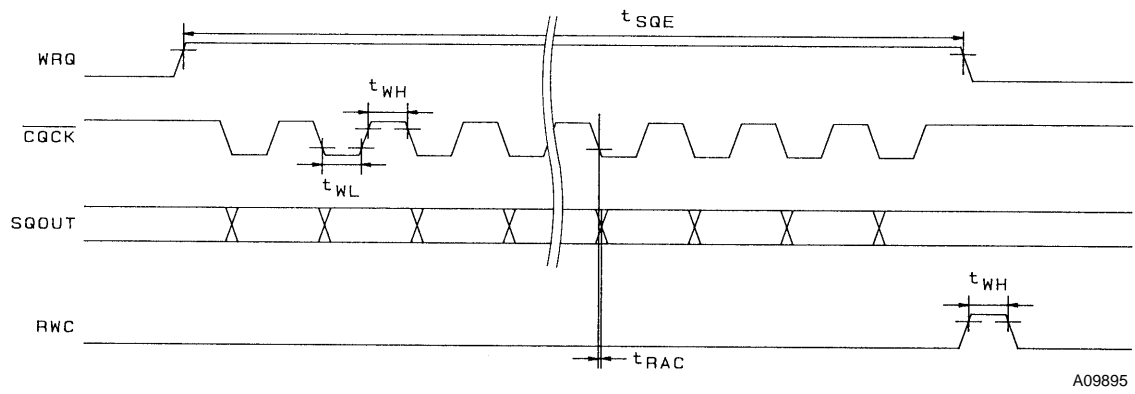 tSQE
WRQ
tWH
CQCK
tWL
SQOUT
tWH
RWC
tRAC
A09895